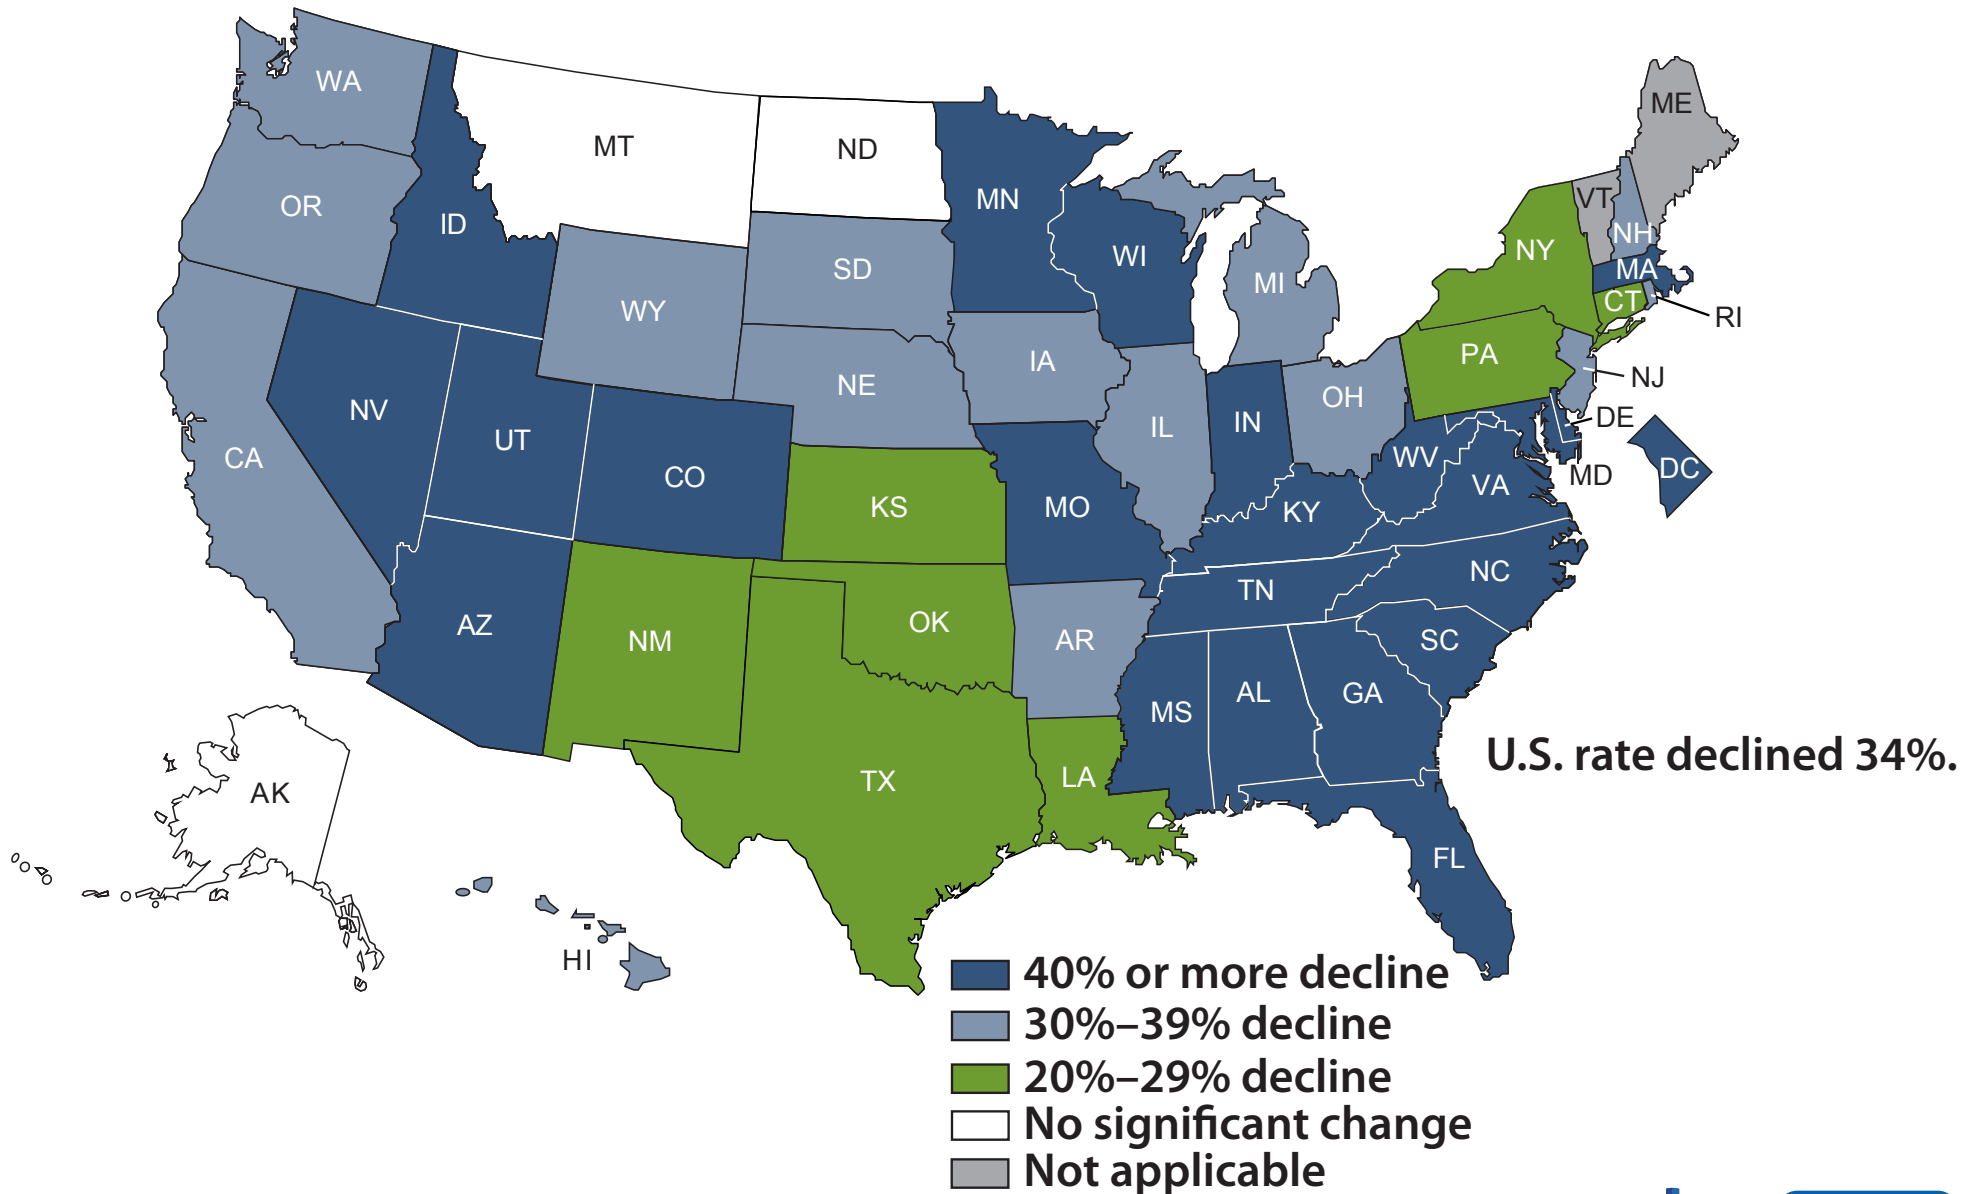 WA
MT
ND
ME
OR
ID
MN
VT
NH
WI
NY
MA
SD
MI
CT
WY
RI
IA
PA
NE
NJ
NV
OH
DE
UT
IN
IL
CA
CO
WV
DC
MD
KS
MO
VA
KY
NC
TN
AZ
OK
NM
AR
SC
AL
GA
MS
U.S. rate declined 34%.
TX
LA
AK
FL
HI
40% or more decline
30%–39% decline
20%–29% decline
No significant change
Not applicable